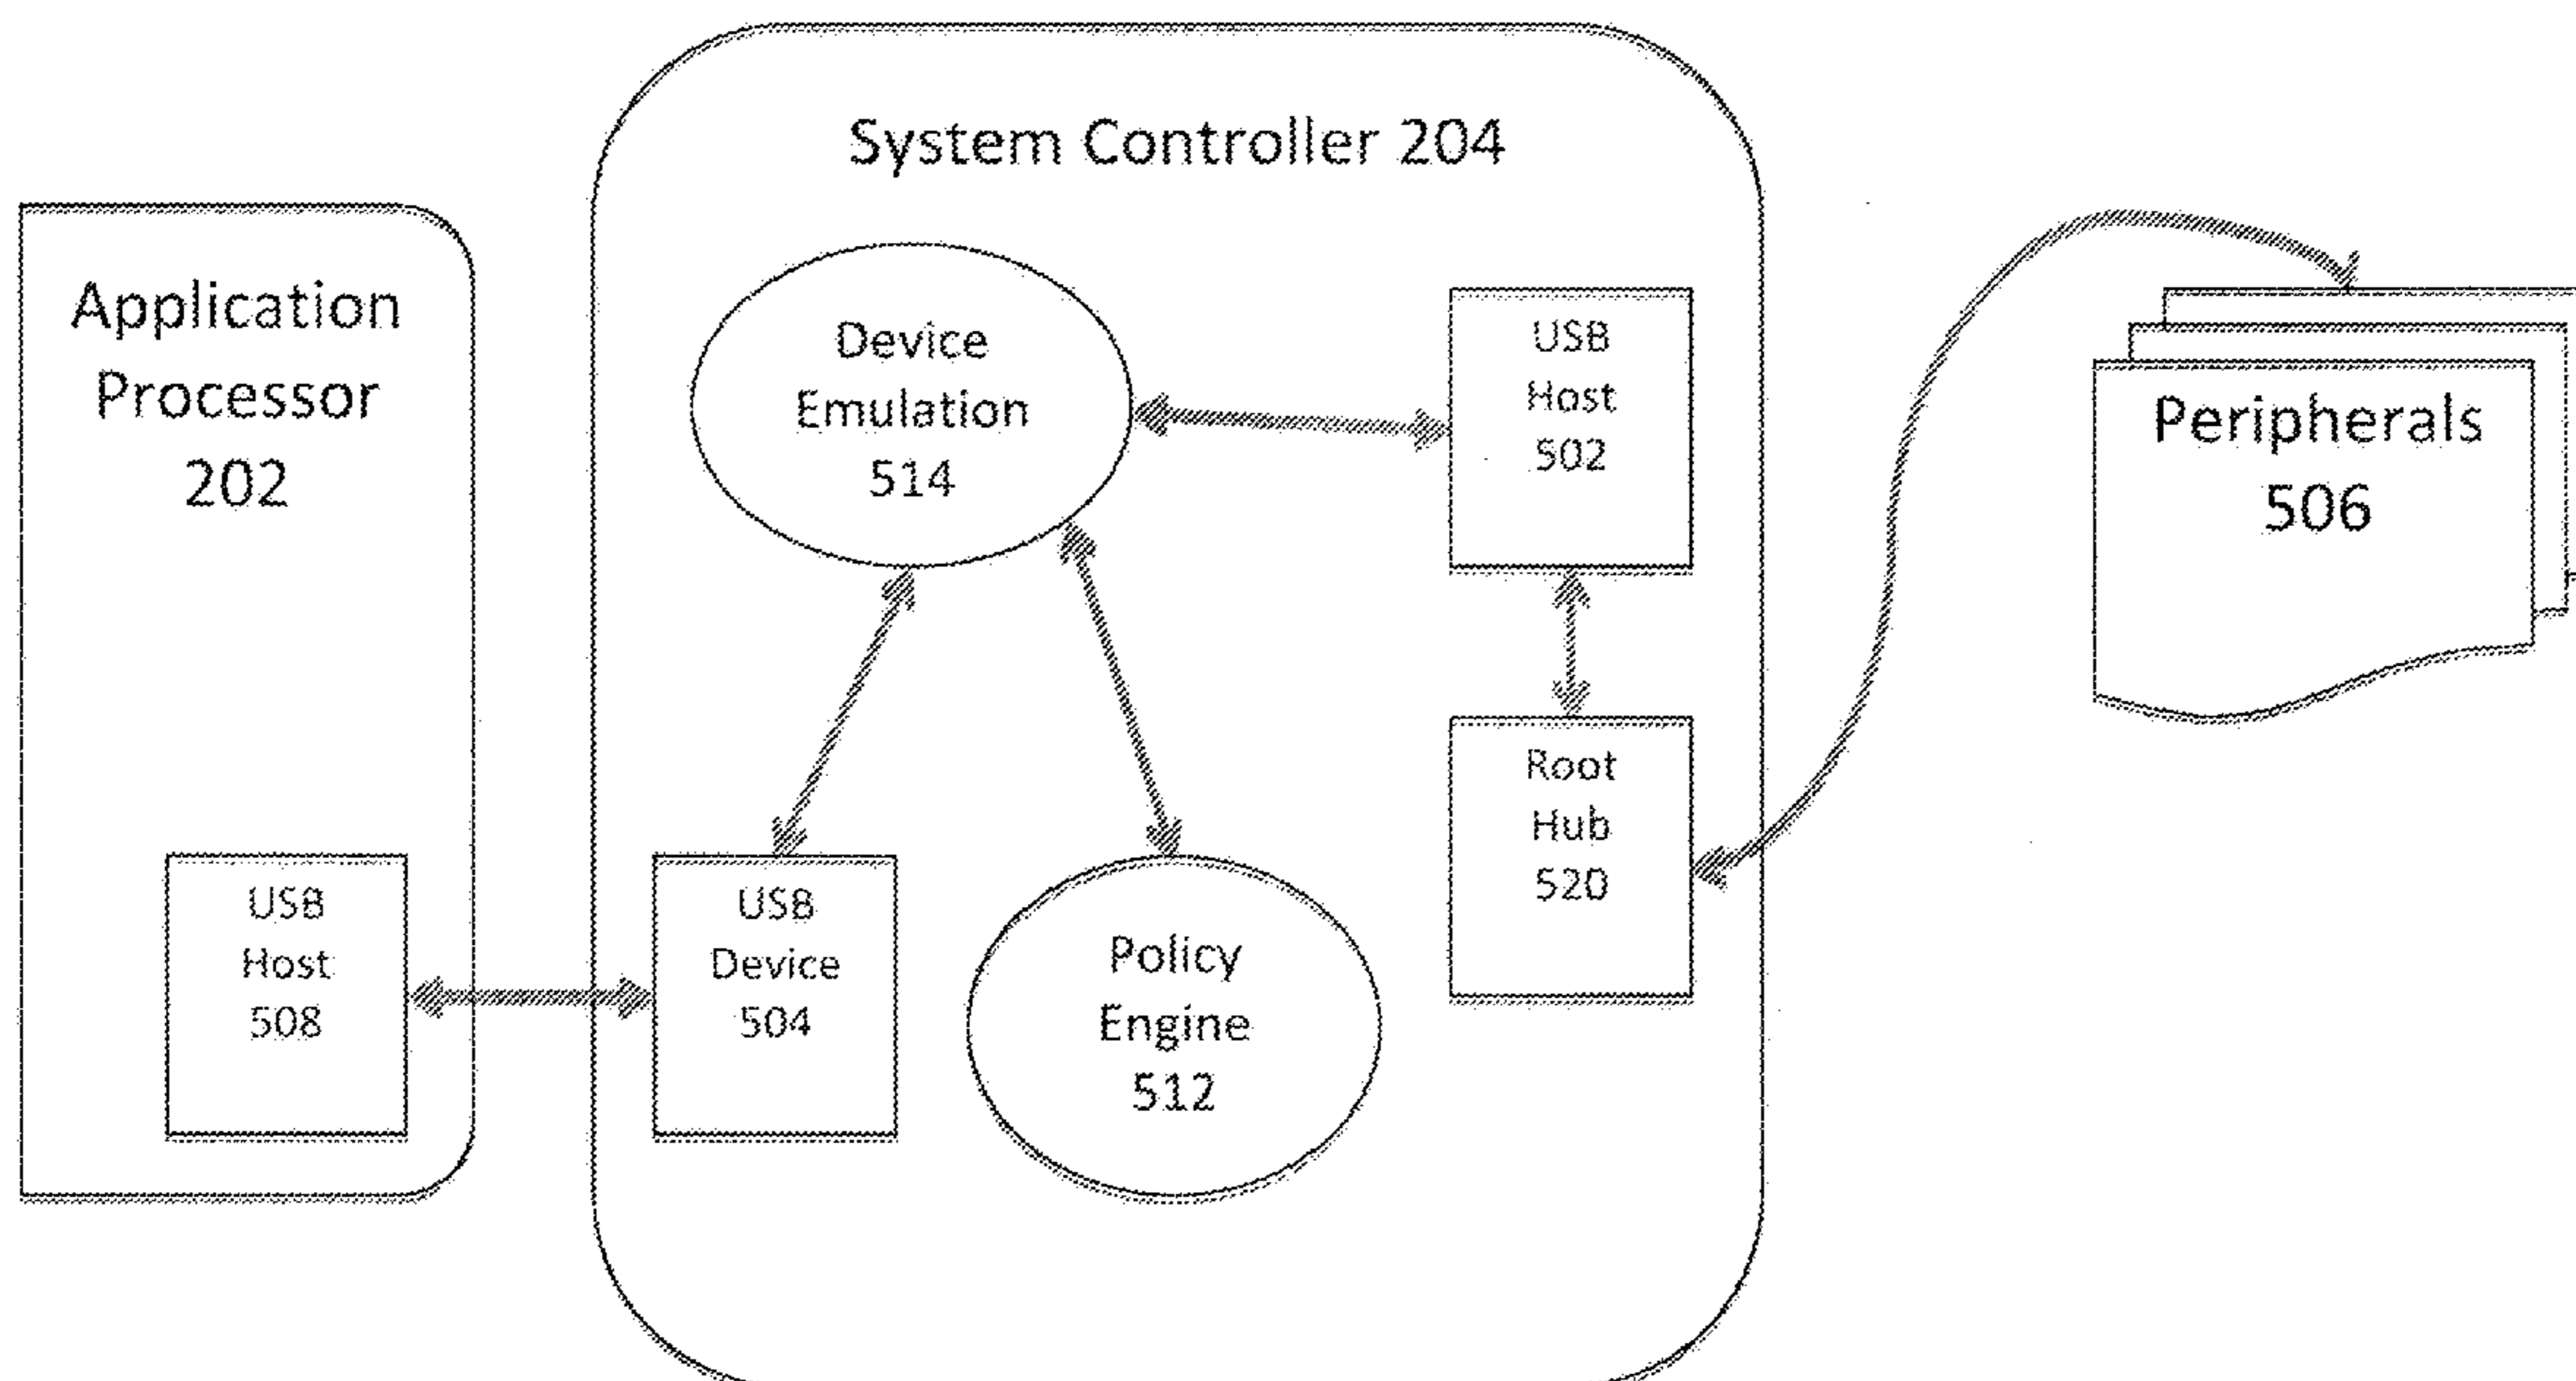 System Controller 204
Application
Processor
202
Device
Emulation
514
USB
Host
502
Peripherals
506
Root
Hub
520
USB
Host
508
USB
Device
504
Policy
Engine
512